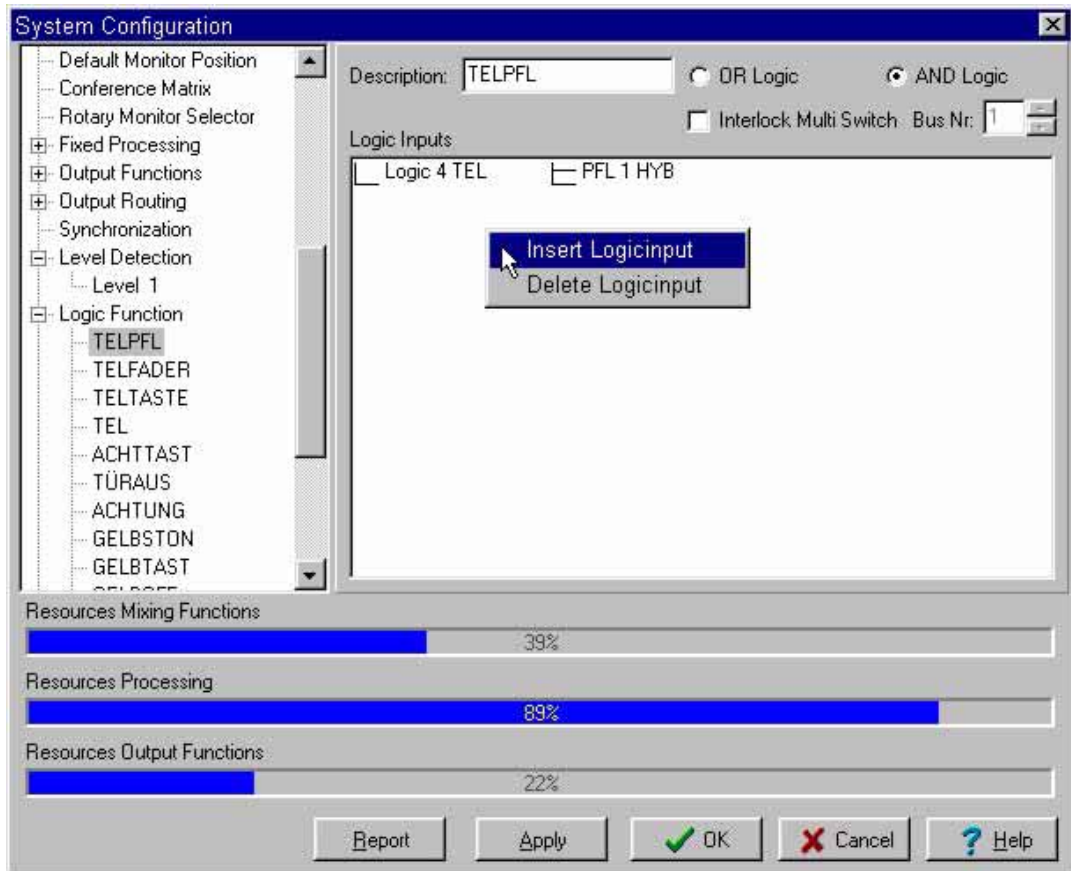 System Configuration
Default Monitor Position
Conference Matrix
Rotary Monitor Selector
Fixed Processing
Output Functions
Output Routing
Synchronization
Level Detection
Level 1
Logic Function
TELPFL
TELFADER
TELTASTE
TEL
ACHTTAST
TÜRAUS
ACHTUNG
GELBSTON
GELBTAST
Description: TELPFL OR Logic AND Logic
Interlock Multi Switch Bus Nr: 1
Logic Inputs
Logic 4 TEL PFL 1 HYB
Insert Logicinput
Delete Logicinput
Resources Mixing Functions
39%
Resources Processing
89%
Resources Output Functions
22%
Report Apply OK Cancel ? Help